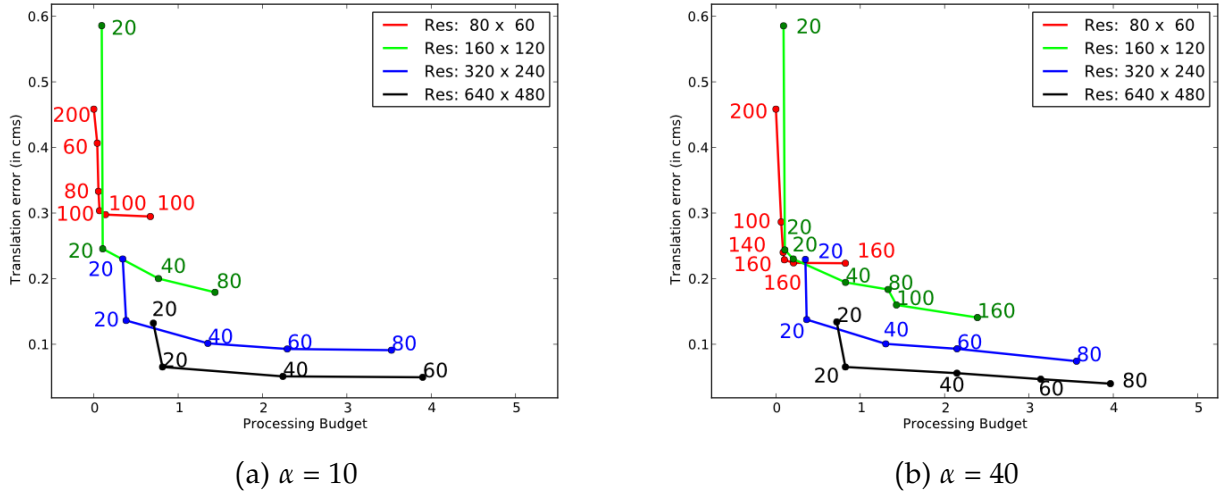 0.6
0.5
0.4
0.3
0.2
0.1
Translation error (in cms)
0 1 2 3 4 5
Processing Budget
Res: 80 x 60
Res: 160 x 120
Res: 320 x 240
Res: 640 x 480
20
200
60
80
100 100 100
20
20
40
80
20
20
40
60
80
20
40
60
(a) α = 10
0.6
0.5
0.4
0.3
0.2
0.1
Translation error (in cms)
0 1 2 3 4 5
Processing Budget
Res: 80 x 60
Res: 160 x 120
Res: 320 x 240
Res: 640 x 480
20
200
100
20
140 20 20 160
160
160 40 80
100
160
20
20
40
60
80
20
40
60
80
(b) α = 40